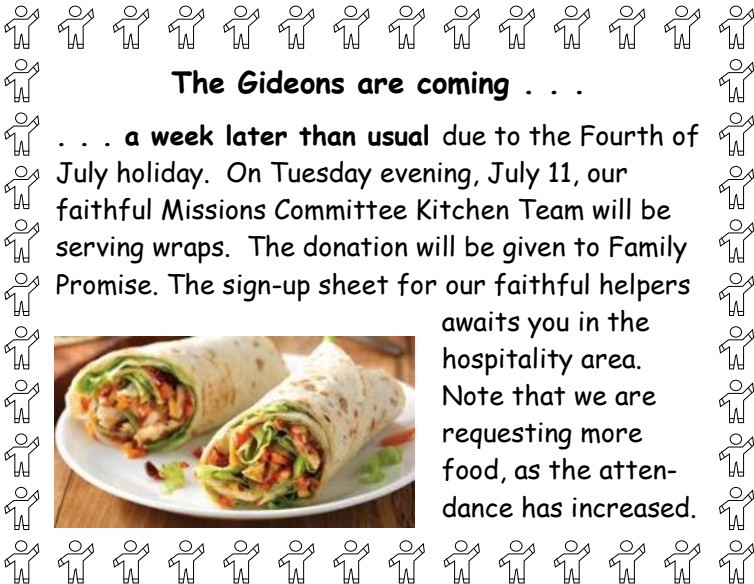 The Gideons are coming . . .
. . . a week later than usual due to the Fourth of
July holiday.  On Tuesday evening, July 11, our
faithful Missions Committee Kitchen Team will be
serving wraps.  The donation will be given to Family
Promise. The sign-up sheet for our faithful helpers
awaits you in the
hospitality area.
Note that we are
requesting more
food, as the atten-
dance has increased.